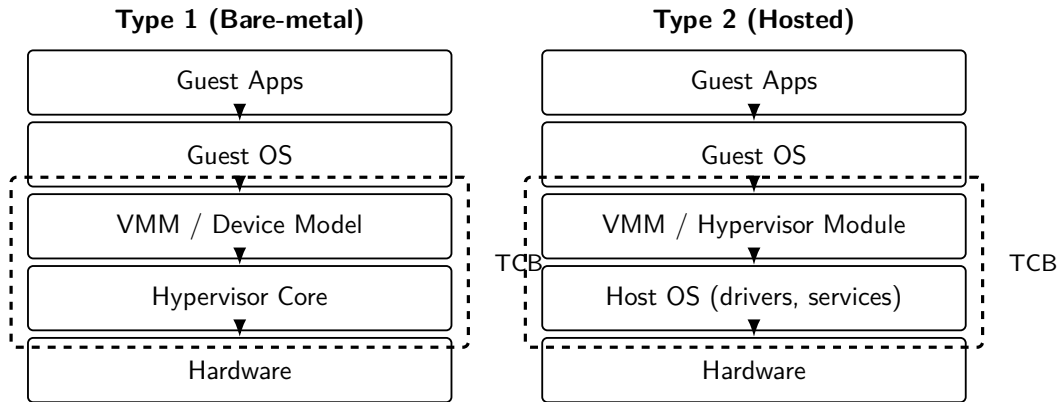 Type 1 (Bare-metal)
Guest Apps
Guest OS
VMM / Device Model
Hypervisor Core
Hardware
TCB
Type 2 (Hosted)
Guest Apps
Guest OS
VMM / Hypervisor Module
Host OS (drivers, services)
Hardware
TCB